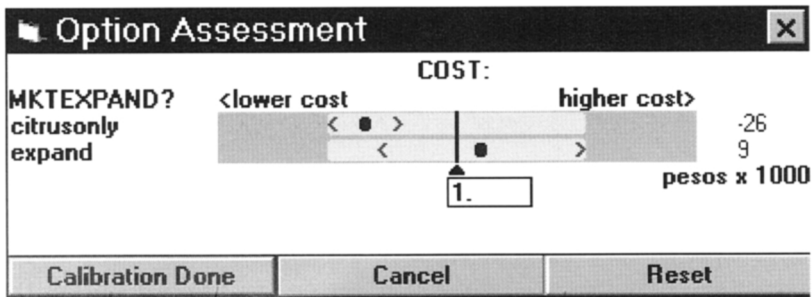 Option Assessment
COST:
MKTEXPAND? <lower cost higher cost>
citrusonly < > -26
expand < > 9
pesos x 1000
1.
Calibration Done Cancel Reset